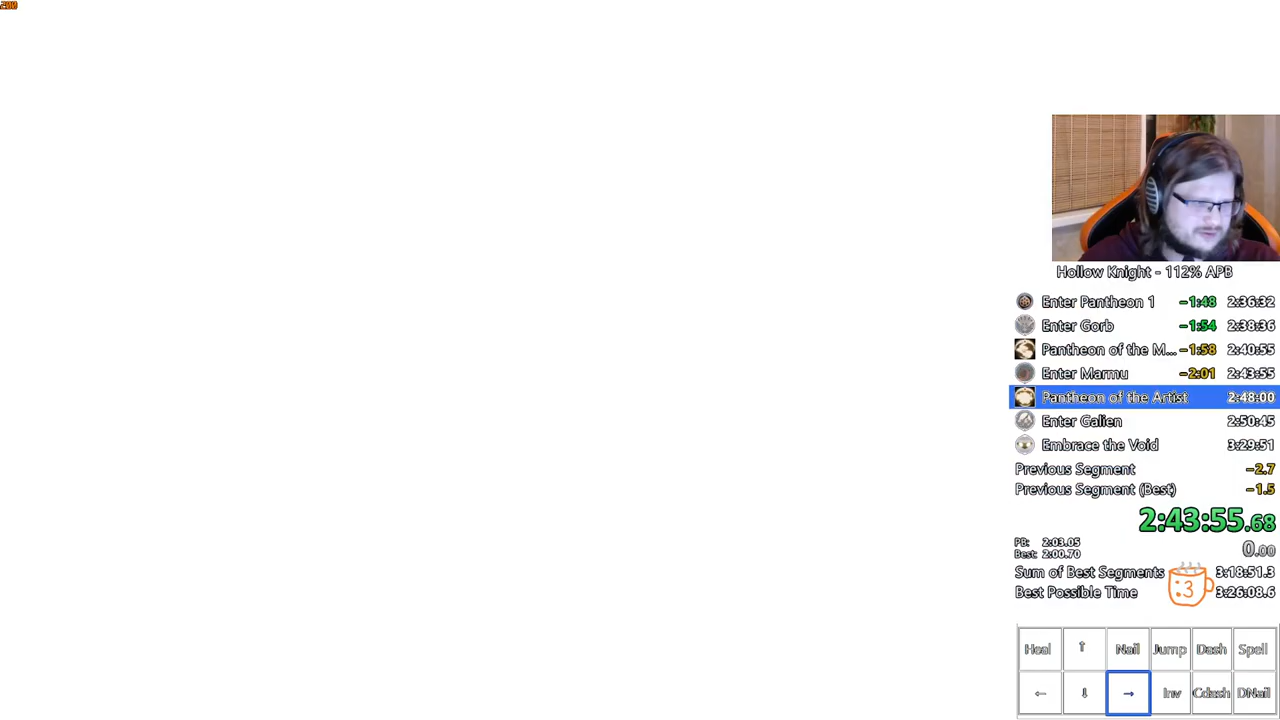 200
Hollow Knight - 112% APB
Enter Pantheon 1 -1:48 2:36:32
Enter Gorb -1:54 2:38:36
Pantheon of the M... -1:58 2:40:55
Enter Marmu -2:01 2:43:55
Pantheon of the Artist 2:48:00
Enter Galien 2:50:45
Embrace the Void 3:29:51
Previous Segment -2.7
Previous Segment (Best) -1.5
2:43:55.68
PB: 2:03.05 0.00
Best: 2:00.70
Sum of Best Segments 3:18:51.3
Best Possible Time :3 3:26:08.6
Heal ↑ Nail Jump Dash Spell
← ↓ → Inv Cdash DNail